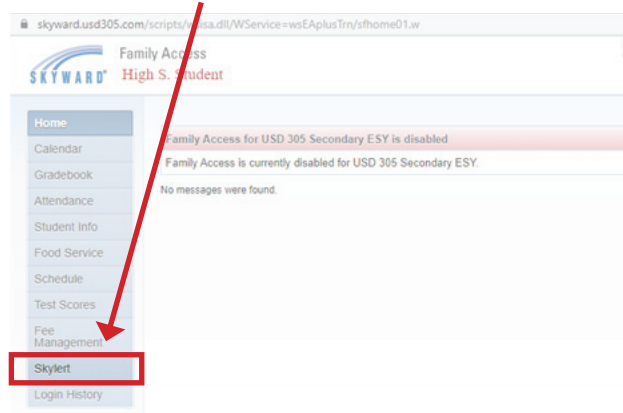 skyward.usd305.com/scripts/wsisa.dll/WService=wsEAplusTrn/sfhome01.w
Family Access
SKYWARD® High S. Student
Home
Family Access for USD 305 Secondary ESY is disabled
Calendar
Family Access is currently disabled for USD 305 Secondary ESY.
Gradebook
No messages were found.
Attendance
Student Info
Food Service
Schedule
Test Scores
Fee
Management
Skylert
Login History